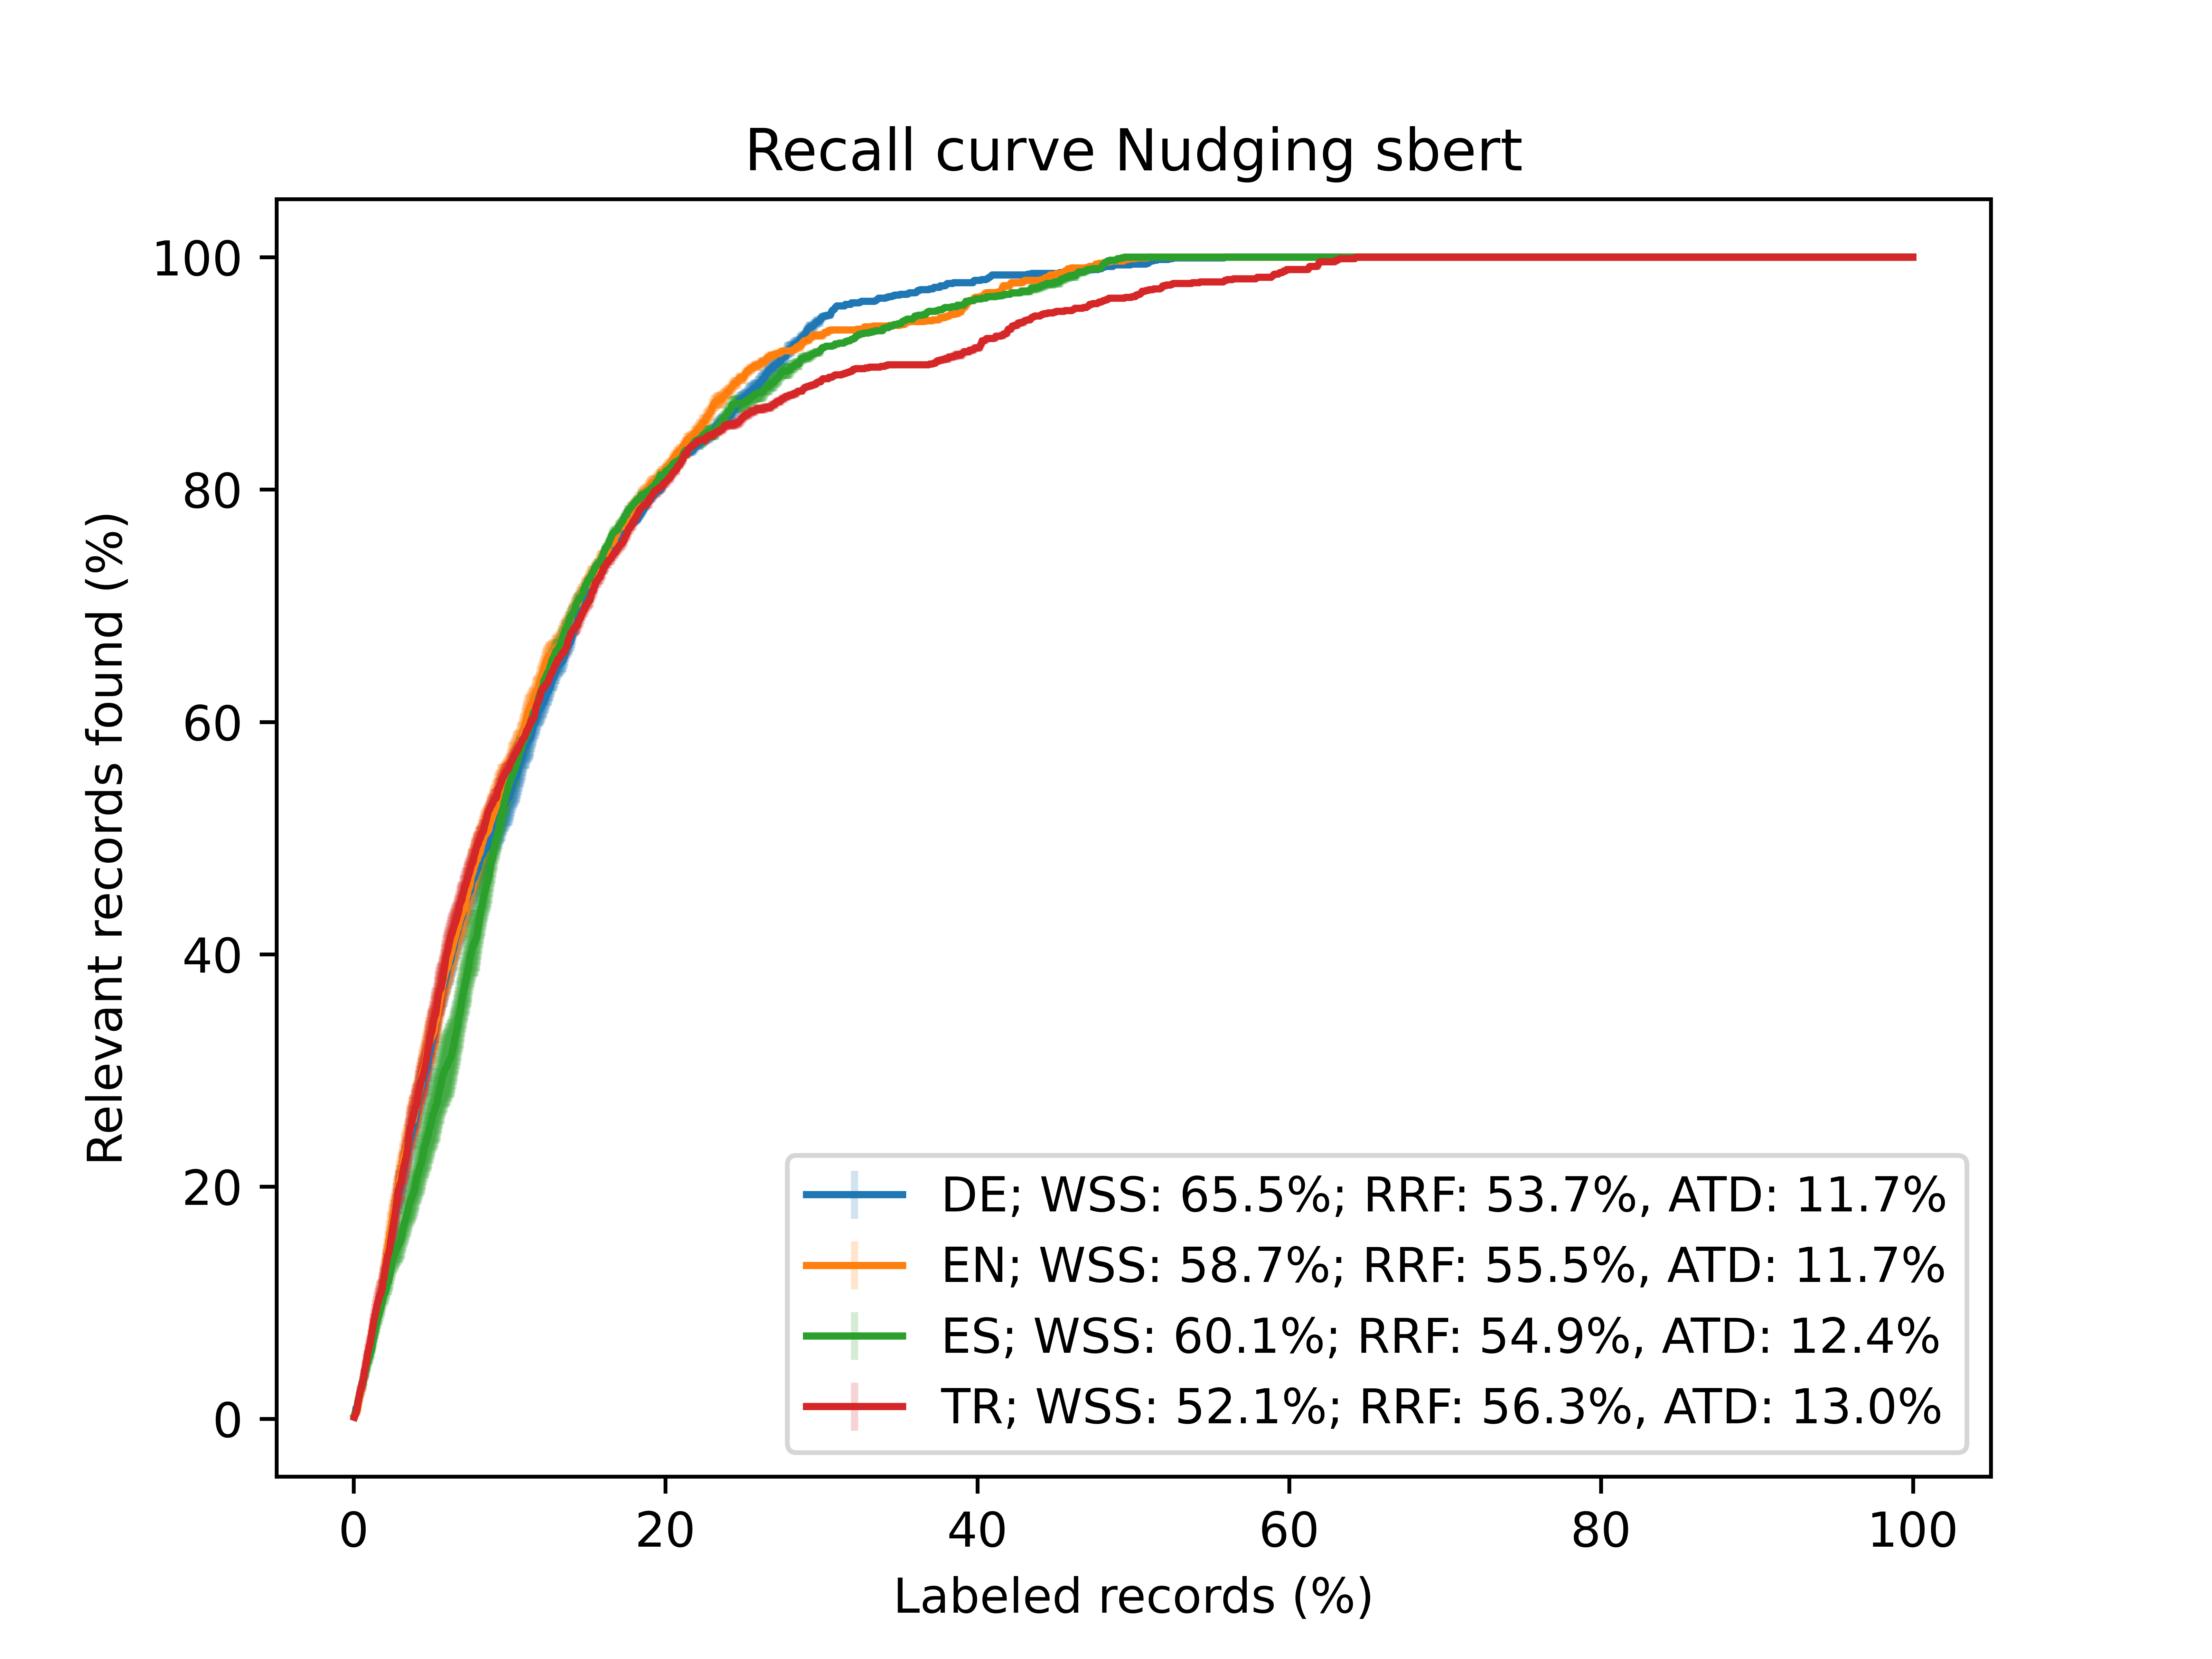 Recall curve Nudging sbert
Relevant records found (%)
100
80
60
40
20
0
DE; WSS: 65.5%; RRF: 53.7%, ATD: 11.7%
EN; WSS: 58.7%; RRF: 55.5%, ATD: 11.7%
ES; WSS: 60.1%; RRF: 54.9%, ATD: 12.4%
TR; WSS: 52.1%; RRF: 56.3%, ATD: 13.0%
0 20 40 60 80 100
Labeled records (%)